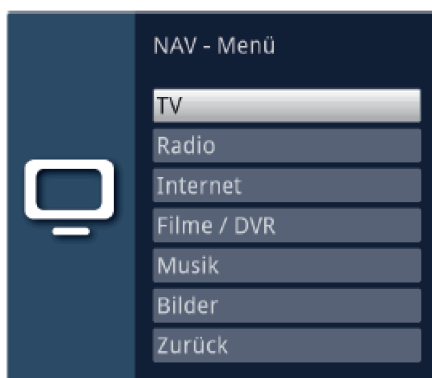 NAV - Menü
TV
Radio
Internet
Filme / DVR
Musik
Bilder
Zurück